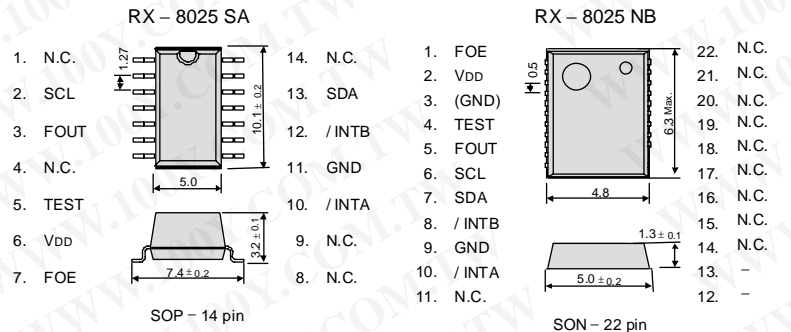 RX – 8025 SA
1. N.C.
2. SCL
3. FOUT
4. N.C.
5. TEST
6. VDD
7. FOE
1.27
10.1 ± 0.2
5.0
3.2 ± 0.1
7.4 ± 0.2
14. N.C.
13. SDA
12. / INTB
11. GND
10. / INTA
9. N.C.
8. N.C.
SOP – 14 pin
RX – 8025 NB
1. FOE
2. VDD
3. (GND)
4. TEST
5. FOUT
6. SCL
7. SDA
8. / INTB
9. GND
10. / INTA
11. N.C.
0.5
6.3 Max.
4.8
1.3 ± 0.1
5.0 ± 0.2
22. N.C.
21. N.C.
20. N.C.
19. N.C.
18. N.C.
17. N.C.
16. N.C.
15. N.C.
14. N.C.
13. –
12. –
SON – 22 pin
WWW.100Y.COM.TW